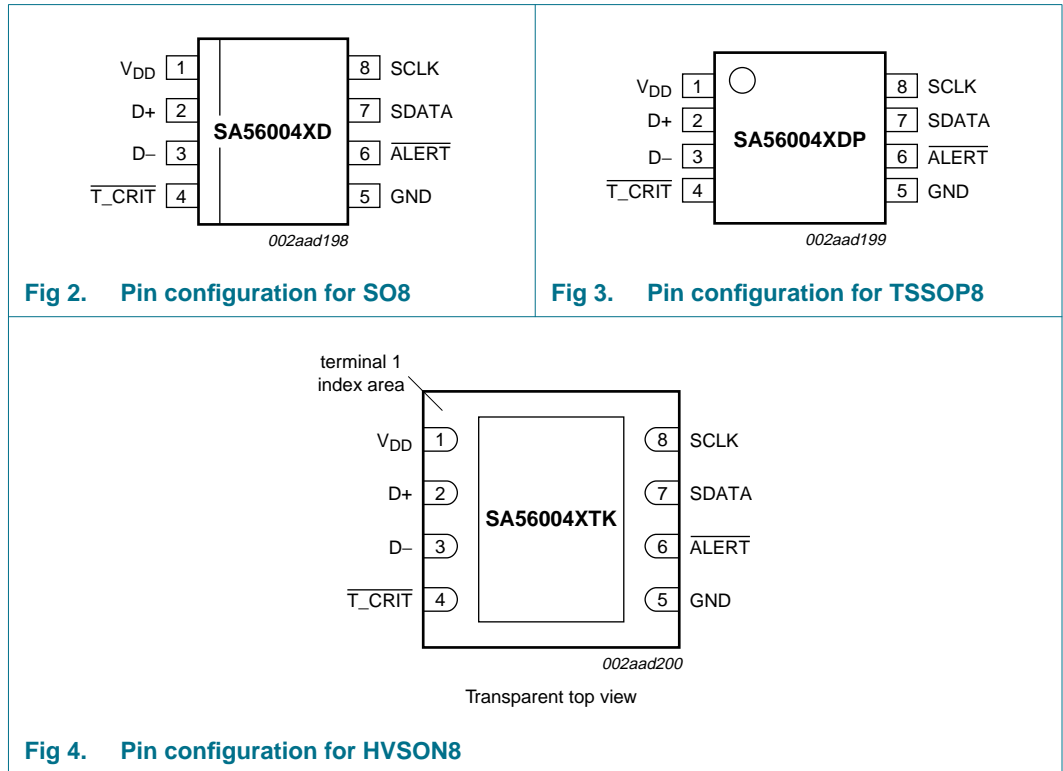 VDD 1
D+ 2
D− 3
T_CRIT 4
SA56004XD
8 SCLK
7 SDATA
6 ALERT
5 GND
002aad198
Fig 2. Pin configuration for SO8
VDD 1
D+ 2
D− 3
T_CRIT 4
SA56004XDP
8 SCLK
7 SDATA
6 ALERT
5 GND
002aad199
Fig 3. Pin configuration for TSSOP8
terminal 1
index area
VDD 1
D+ 2
D− 3
T_CRIT 4
SA56004XTK
8 SCLK
7 SDATA
6 ALERT
5 GND
002aad200
Transparent top view
Fig 4. Pin configuration for HVSON8